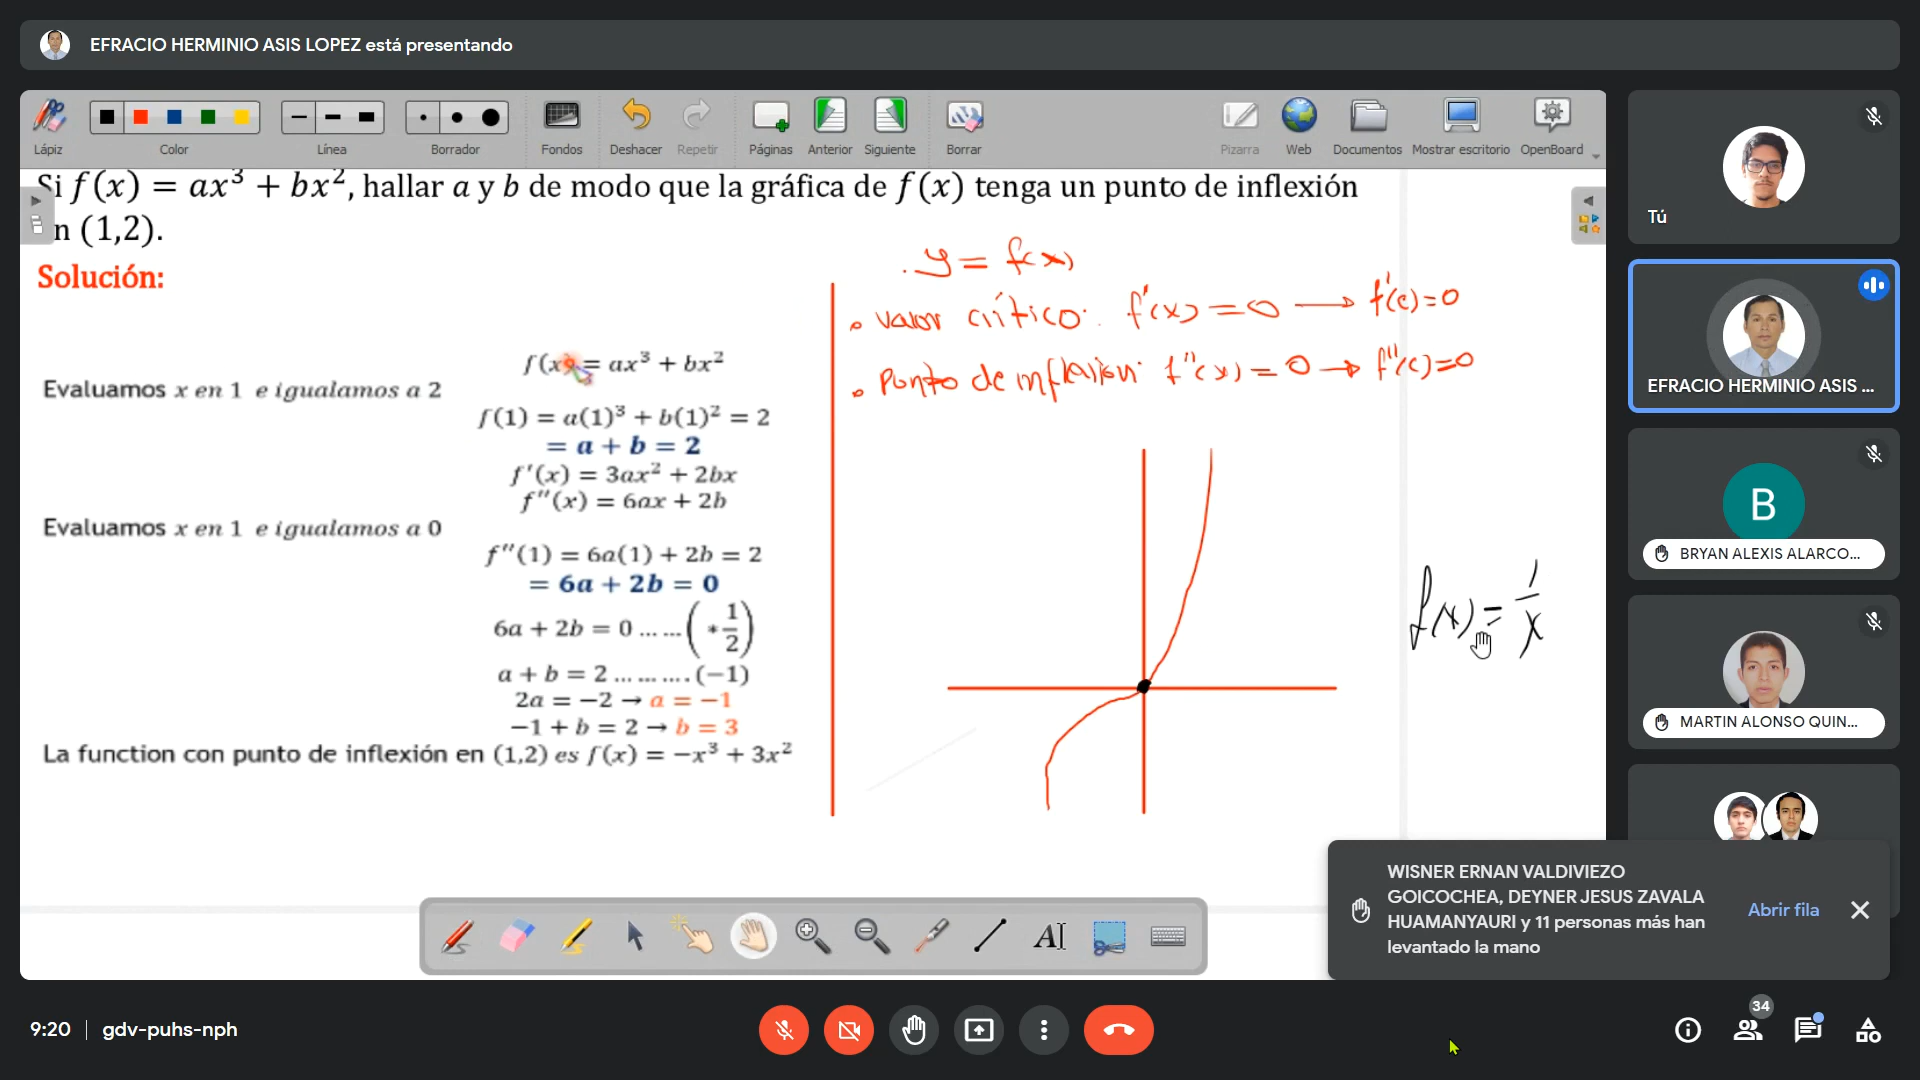 EFRACIO HERMINIO ASIS LOPEZ está presentando
Lápiz
Color
Línea
Borrador
Fondos
Deshacer
Repetir
Páginas
Anterior
Siguiente
Borrar
Pizarra
Web
Documentos
Mostrar escritorio
OpenBoard
Si f(x) = ax³ + bx², hallar a y b de modo que la gráfica de f(x) tenga un punto de inflexión
n (1,2).
Solución:
f(x) = ax³ + bx²
Evaluamos x en 1 e igualamos a 2
f(1) = a(1)³ + b(1)² = 2
= a + b = 2
f′(x) = 3ax² + 2bx
f″(x) = 6ax + 2b
Evaluamos x en 1 e igualamos a 0
f″(1) = 6a(1) + 2b = 2
= 6a + 2b = 0
6a + 2b = 0 ... ... (* 1/2)
a + b = 2 ... ... ... . (−1)
2a = −2 → a = −1
−1 + b = 2 → b = 3
La function con punto de inflexión en (1,2) es f(x) = −x³ + 3x²
. y = f(x)
• Valor crítico: f'(x) = 0 → f'(c)=0
• Punto de inflexión: f''(x) = 0 → f''(c)=0
f(x) = 1/x
Tú
EFRACIO HERMINIO ASIS ...
B
BRYAN ALEXIS ALARCO...
MARTIN ALONSO QUIN...
WISNER ERNAN VALDIVIEZO
GOICOCHEA, DEYNER JESUS ZAVALA
HUAMANYAURI y 11 personas más han
levantado la mano
Abrir fila
9:20 | gdv-puhs-nph
34